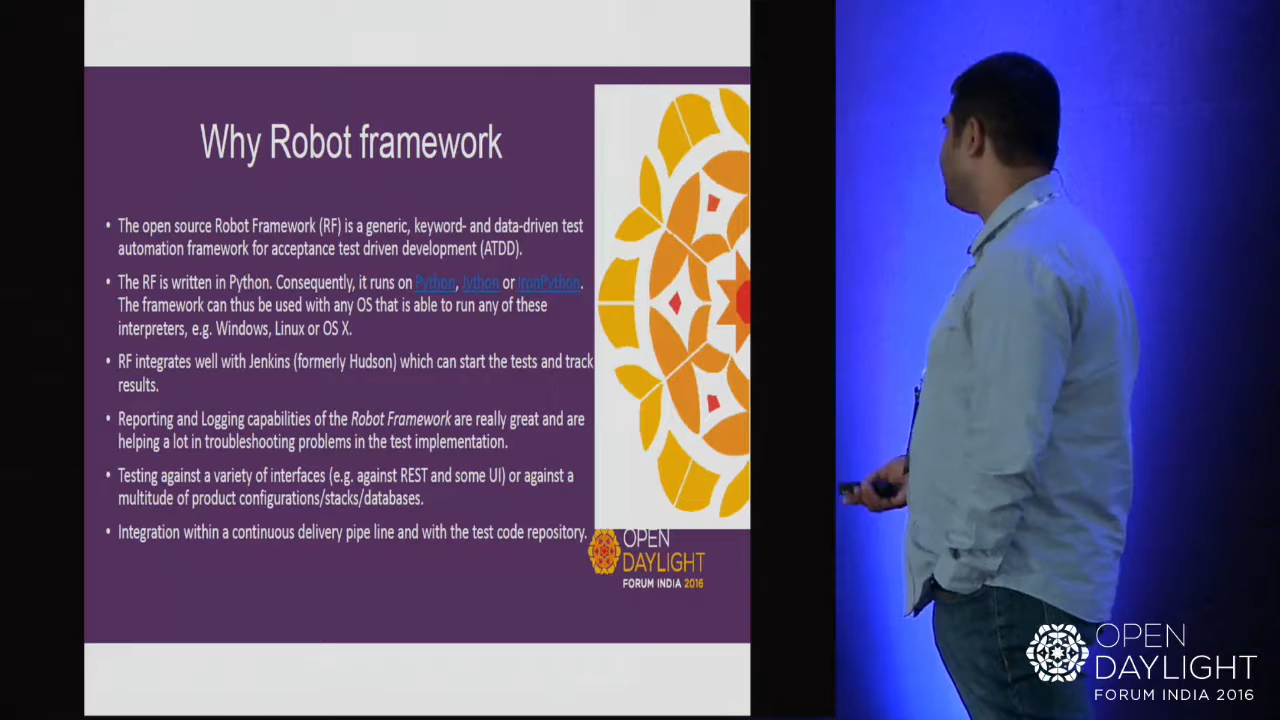 Why Robot framework
• The open source Robot Framework (RF) is a generic, keyword- and data-driven test
automation framework for acceptance test driven development (ATDD).
• The RF is written in Python. Consequently, it runs on Python, Jython or IronPython.
The framework can thus be used with any OS that is able to run any of these
interpreters, e.g. Windows, Linux or OS X.
• RF integrates well with Jenkins (formerly Hudson) which can start the tests and track
results.
• Reporting and Logging capabilities of the Robot Framework are really great and are
helping a lot in troubleshooting problems in the test implementation.
• Testing against a variety of interfaces (e.g. against REST and some UI) or against a
multitude of product configurations/stacks/databases.
• Integration within a continuous delivery pipe line and with the test code repository.
OPEN
DAYLIGHT
FORUM INDIA 2016
OPEN
DAYLIGHT
FORUM INDIA 2016